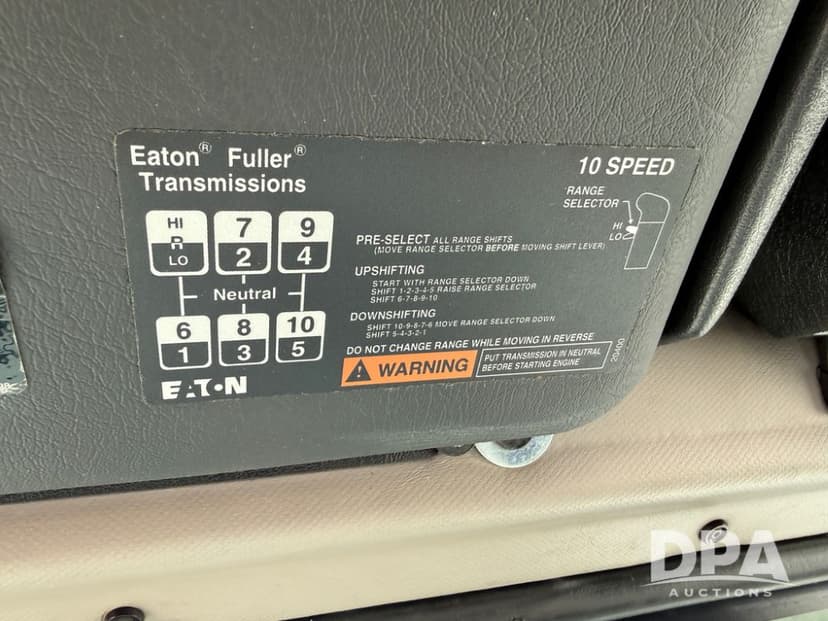 Eaton® Fuller®
Transmissions
10 SPEED
RANGE
SELECTOR
HI
LO
HI
R
LO
7
2
9
4
Neutral
6
1
8
3
10
5
PRE-SELECT ALL RANGE SHIFTS
(MOVE RANGE SELECTOR BEFORE MOVING SHIFT LEVER)
UPSHIFTING
START WITH RANGE SELECTOR DOWN
SHIFT 1-2-3-4-5 RAISE RANGE SELECTOR
SHIFT 6-7-8-9-10
DOWNSHIFTING
SHIFT 10-9-8-7-6 MOVE RANGE SELECTOR DOWN
SHIFT 5-4-3-2-1
DO NOT CHANGE RANGE WHILE MOVING IN REVERSE
WARNING
PUT TRANSMISSION IN NEUTRAL
BEFORE STARTING ENGINE
EATON
DPA
AUCTIONS